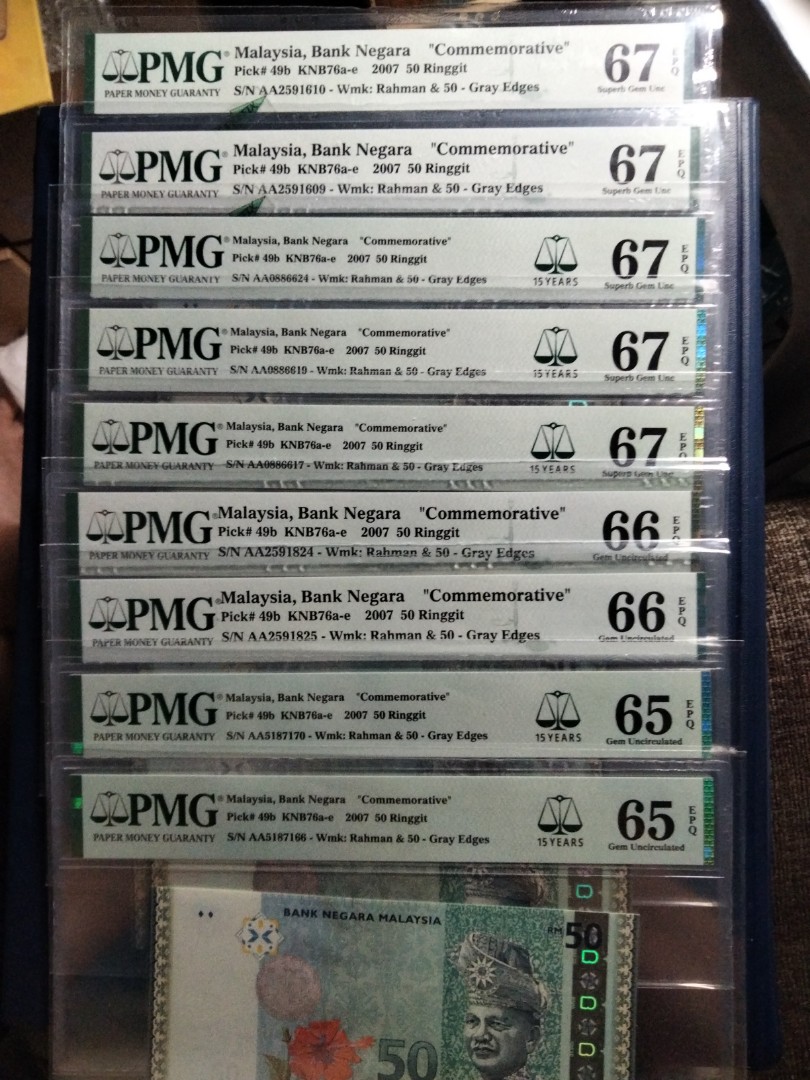 PMG® Malaysia, Bank Negara "Commemorative" 67
Pick# 49b KNB76a-e 2007 50 Ringgit EPQ
PAPER MONEY GUARANTY S/N AA2591610 - Wmk: Rahman & 50 - Gray Edges Superb Gem Unc
PMG® Malaysia, Bank Negara "Commemorative" 67
Pick# 49b KNB76a-e 2007 50 Ringgit EPQ
PAPER MONEY GUARANTY S/N AA2591609 - Wmk: Rahman & 50 - Gray Edges Superb Gem Unc
PMG® Malaysia, Bank Negara "Commemorative" 67
Pick# 49b KNB76a-e 2007 50 Ringgit EPQ
PAPER MONEY GUARANTY S/N AA0886624 - Wmk: Rahman & 50 - Gray Edges 15 YEARS Superb Gem Unc
PMG® Malaysia, Bank Negara "Commemorative" 67
Pick# 49b KNB76a-e 2007 50 Ringgit EPQ
PAPER MONEY GUARANTY S/N AA0886619 - Wmk: Rahman & 50 - Gray Edges 15 YEARS Superb Gem Unc
PMG® Malaysia, Bank Negara "Commemorative" 67
Pick# 49b KNB76a-e 2007 50 Ringgit EPQ
PAPER MONEY GUARANTY S/N AA0886617 - Wmk: Rahman & 50 - Gray Edges 15 YEARS Superb Gem Unc
PMG® Malaysia, Bank Negara "Commemorative" 66
Pick# 49b KNB76a-e 2007 50 Ringgit EPQ
PAPER MONEY GUARANTY S/N AA2591824 - Wmk: Rahman & 50 - Gray Edges Gem Uncirculated
PMG® Malaysia, Bank Negara "Commemorative" 66
Pick# 49b KNB76a-e 2007 50 Ringgit EPQ
PAPER MONEY GUARANTY S/N AA2591825 - Wmk: Rahman & 50 - Gray Edges Gem Uncirculated
PMG® Malaysia, Bank Negara "Commemorative" 65
Pick# 49b KNB76a-e 2007 50 Ringgit EPQ
PAPER MONEY GUARANTY S/N AA5187170 - Wmk: Rahman & 50 - Gray Edges 15 YEARS Gem Uncirculated
PMG® Malaysia, Bank Negara "Commemorative" 65
Pick# 49b KNB76a-e 2007 50 Ringgit EPQ
PAPER MONEY GUARANTY S/N AA5187166 - Wmk: Rahman & 50 - Gray Edges 15 YEARS Gem Uncirculated
BANK NEGARA MALAYSIA
RM50
50